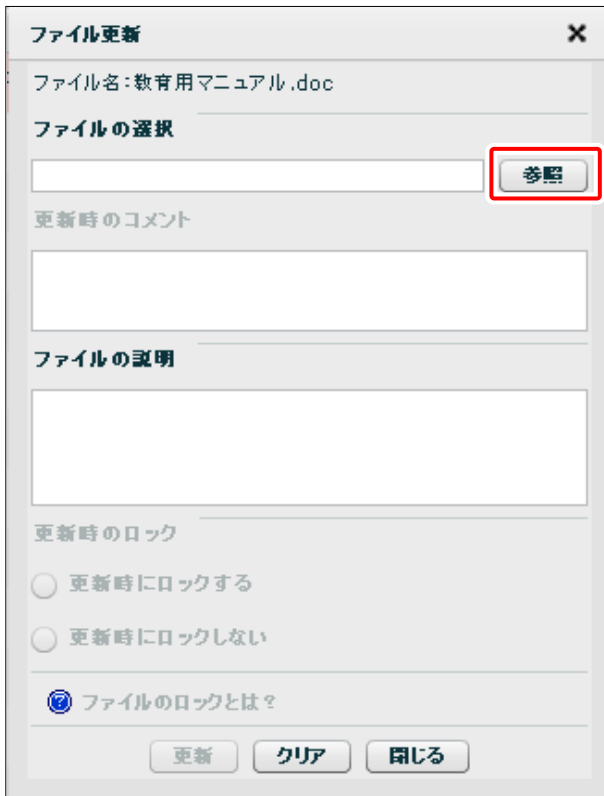 ファイル更新
ファイル名:教育用マニュアル.doc
ファイルの選択
参照
更新時のコメント
ファイルの説明
更新時のロック
更新時にロックする
更新時にロックしない
ファイルのロックとは?
更新 クリア 閉じる